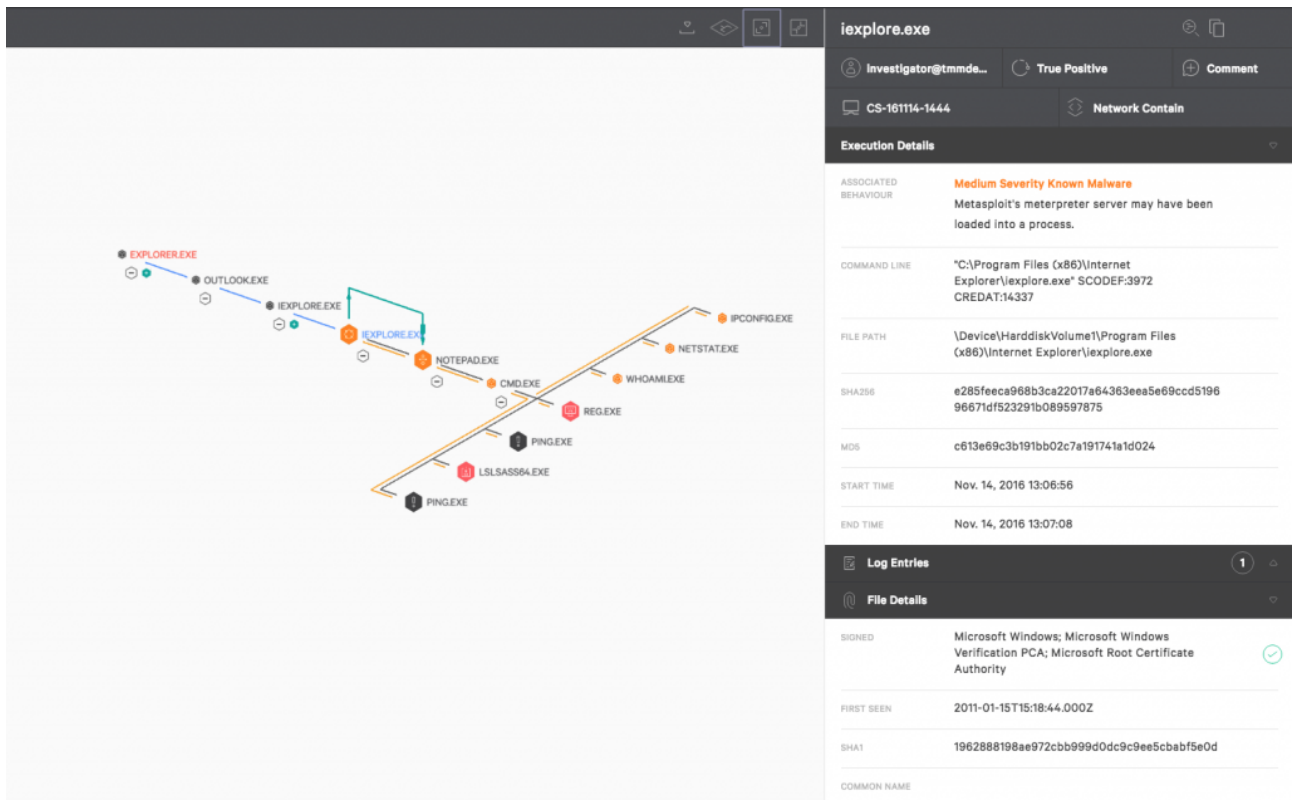 iexplore.exe
investigator@tmmde...
True Positive
Comment
CS-161114-1444
Network Contain
Execution Details
ASSOCIATED
BEHAVIOUR
Medium Severity Known Malware
Metasploit's meterpreter server may have been
loaded into a process.
COMMAND LINE
"C:\Program Files (x86)\Internet
Explorer\iexplore.exe" SCODEF:3972
CREDAT:14337
FILE PATH
\Device\HarddiskVolume1\Program Files
(x86)\Internet Explorer\iexplore.exe
SHA256
e285feeca968b3ca22017a64363eea5e69ccd5196
96671df523291b089597875
MD5
c613e69c3b191bb02c7a191741a1d024
START TIME
Nov. 14, 2016 13:06:56
END TIME
Nov. 14, 2016 13:07:08
Log Entries
1
File Details
SIGNED
Microsoft Windows; Microsoft Windows
Verification PCA; Microsoft Root Certificate
Authority
FIRST SEEN
2011-01-15T15:18:44.000Z
SHA1
1962888198ae972cbb999d0dc9c9ee5cbabf5e0d
COMMON NAME
EXPLORER.EXE
OUTLOOK.EXE
IEXPLORE.EXE
IEXPLORE.EXE
NOTEPAD.EXE
CMD.EXE
IPCONFIG.EXE
NETSTAT.EXE
WHOAMI.EXE
REG.EXE
PING.EXE
LSLSASS64.EXE
PING.EXE